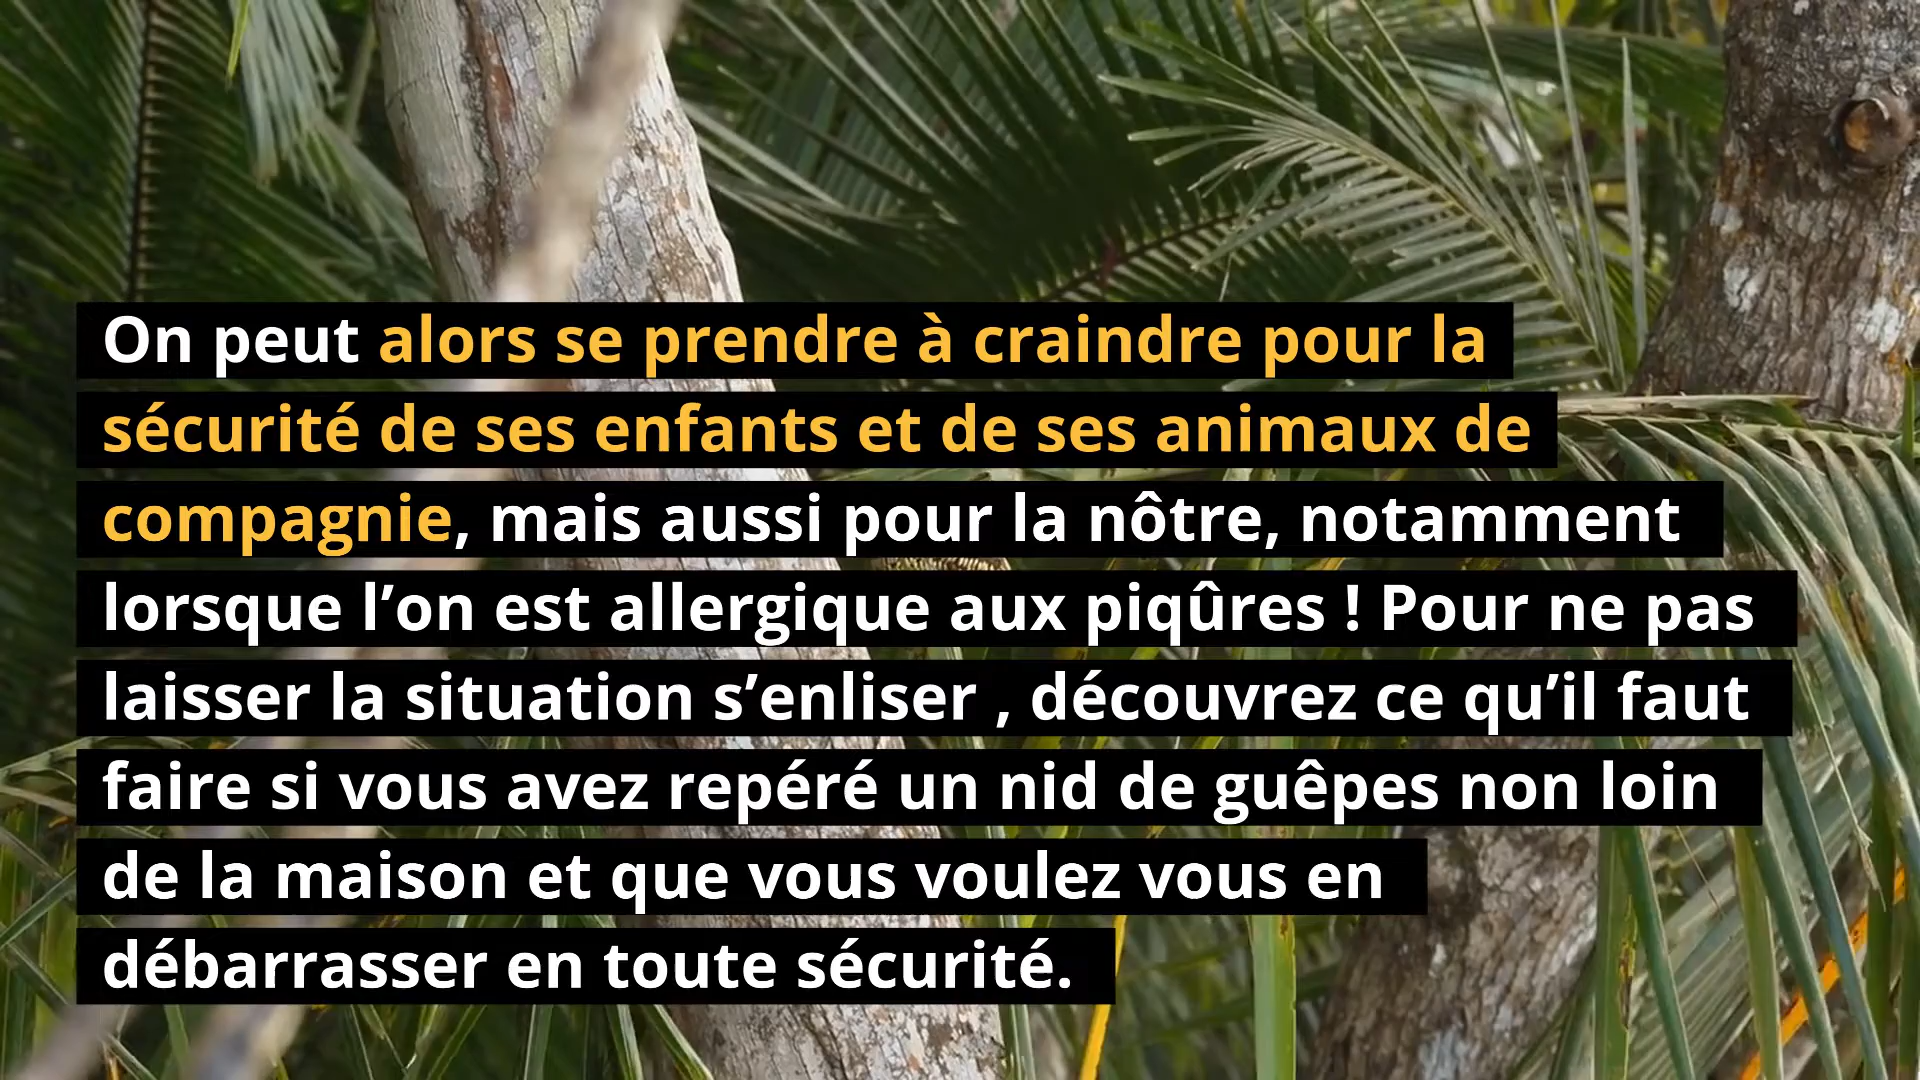 On peut alors se prendre à craindre pour la
sécurité de ses enfants et de ses animaux de
compagnie, mais aussi pour la nôtre, notamment
lorsque l’on est allergique aux piqûres ! Pour ne pas
laisser la situation s’enliser , découvrez ce qu’il faut
faire si vous avez repéré un nid de guêpes non loin
de la maison et que vous voulez vous en
débarrasser en toute sécurité.